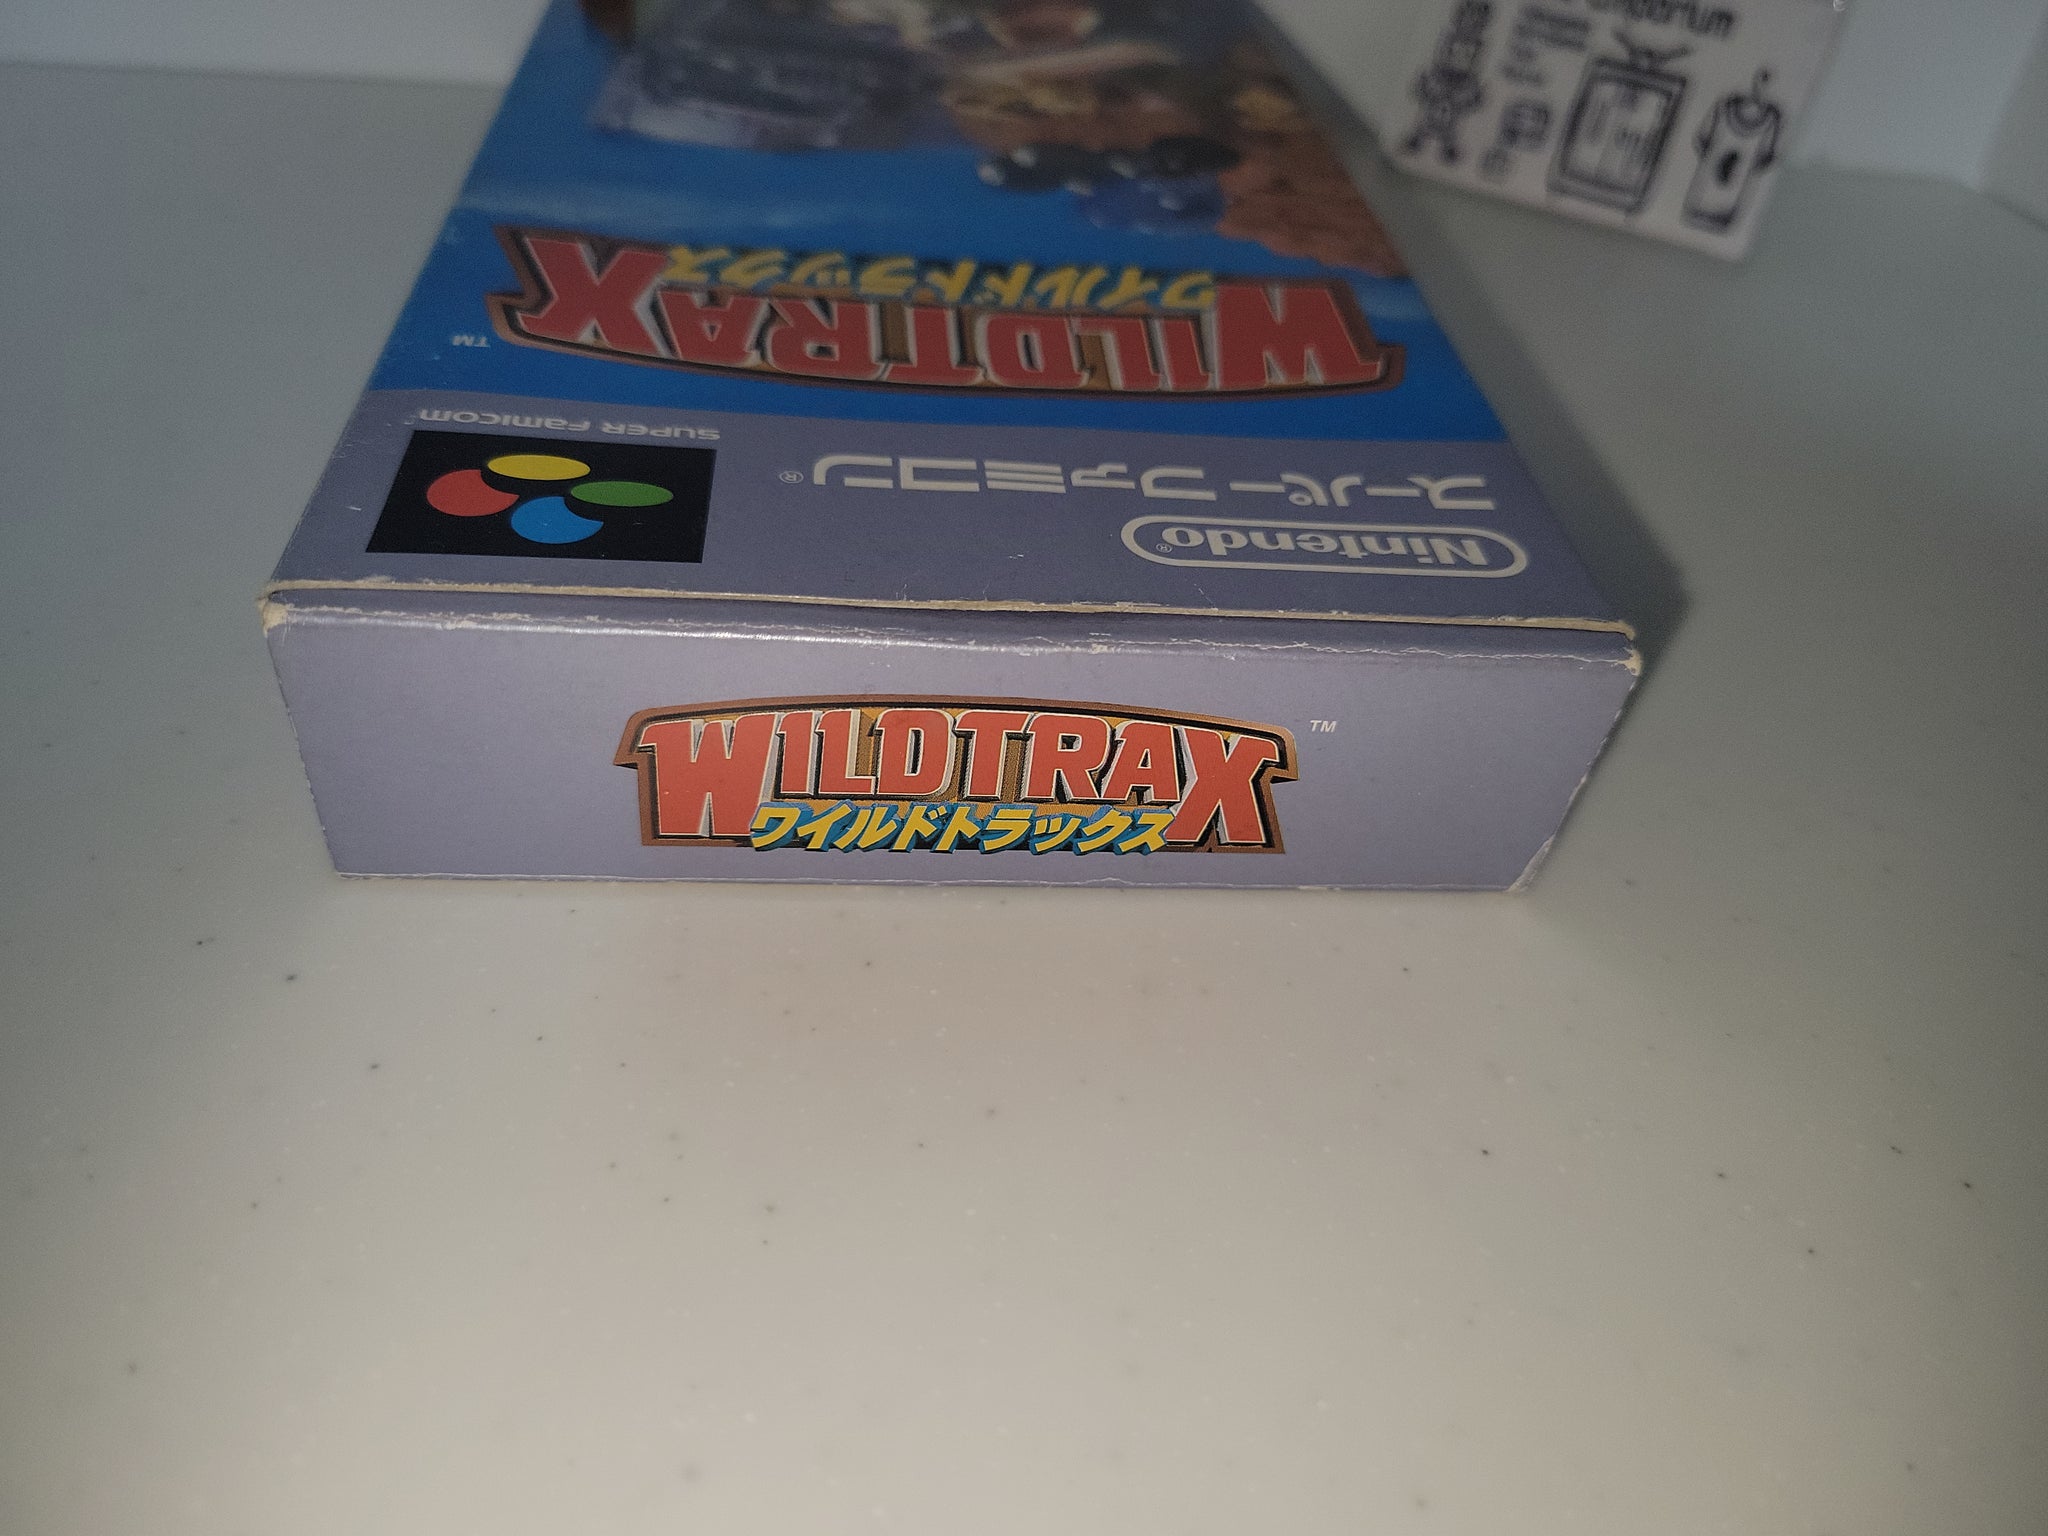 mporium
WILDTRAX
ワイルドトラックス
TM
SUPER FAMICOM
スーパーファミコン®
Nintendo®
WILDTRAX
TM
ワイルドトラックス